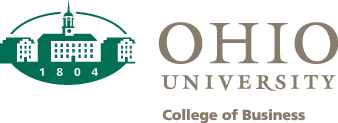 1804
OHIO
UNIVERSITY
College of Business